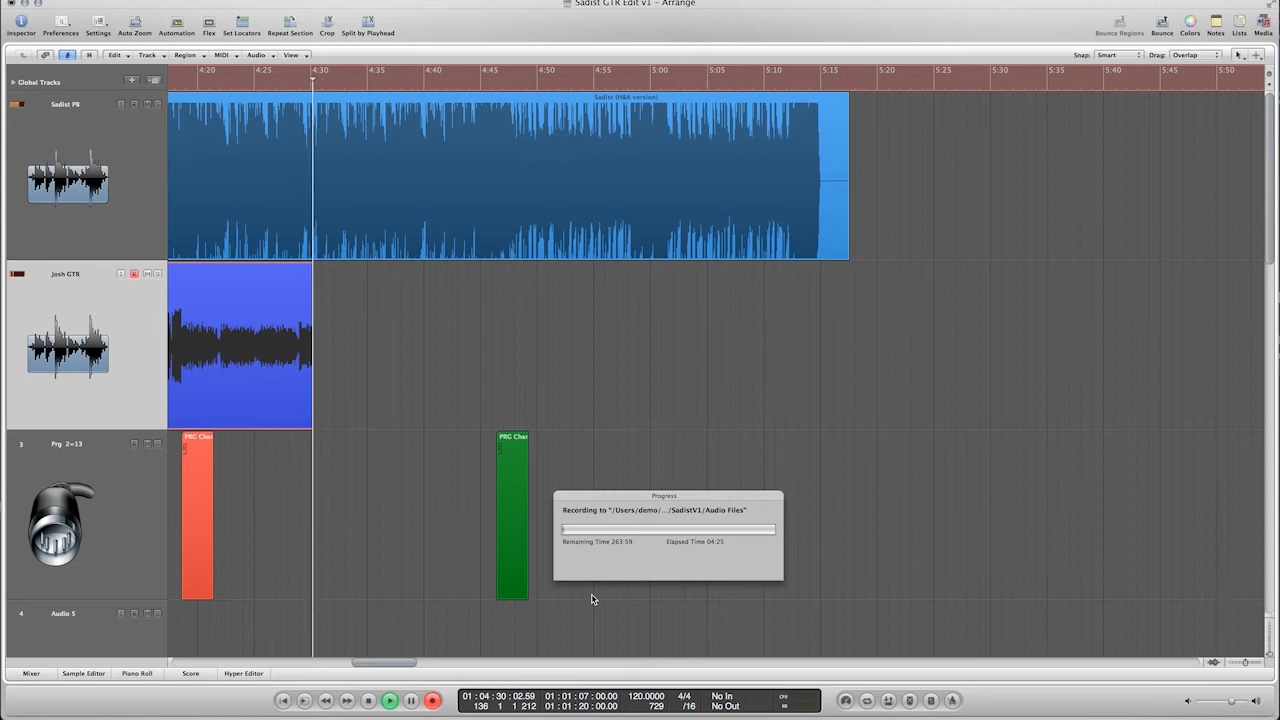 Sadist GTR Edit v1 - Arrange
Inspector Preferences Settings Auto Zoom Automation Flex Set Locators Repeat Section Crop Split by Playhead Bounce Regions Bounce Colors Notes Lists Media
H Edit Track Region MIDI Audio View Snap: Smart Drag: Overlap
Global Tracks 4:20 4:25 4:30 4:35 4:40 4:45 4:50 4:55 5:00 5:05 5:10 5:15 5:20 5:25 5:30 5:35 5:40 5:45 5:50
Sadist (H&K version)
Sadist PB I R M S
Josh GTR I R M S
3 Prg 2=13 R M S
PRG Chan
PRG Chan
Progress
Recording to "/Users/demo/.../SadistV1/Audio Files"
Remaining Time 263:59 Elapsed Time 04:25
4 Audio 5 I R M S
Mixer Sample Editor Piano Roll Score Hyper Editor
01:04:30:02.59 01:01:07:00.00 120.0000 4/4 No In CPU
136 1 1 212 01:01:20:00.00 729 /16 No Out